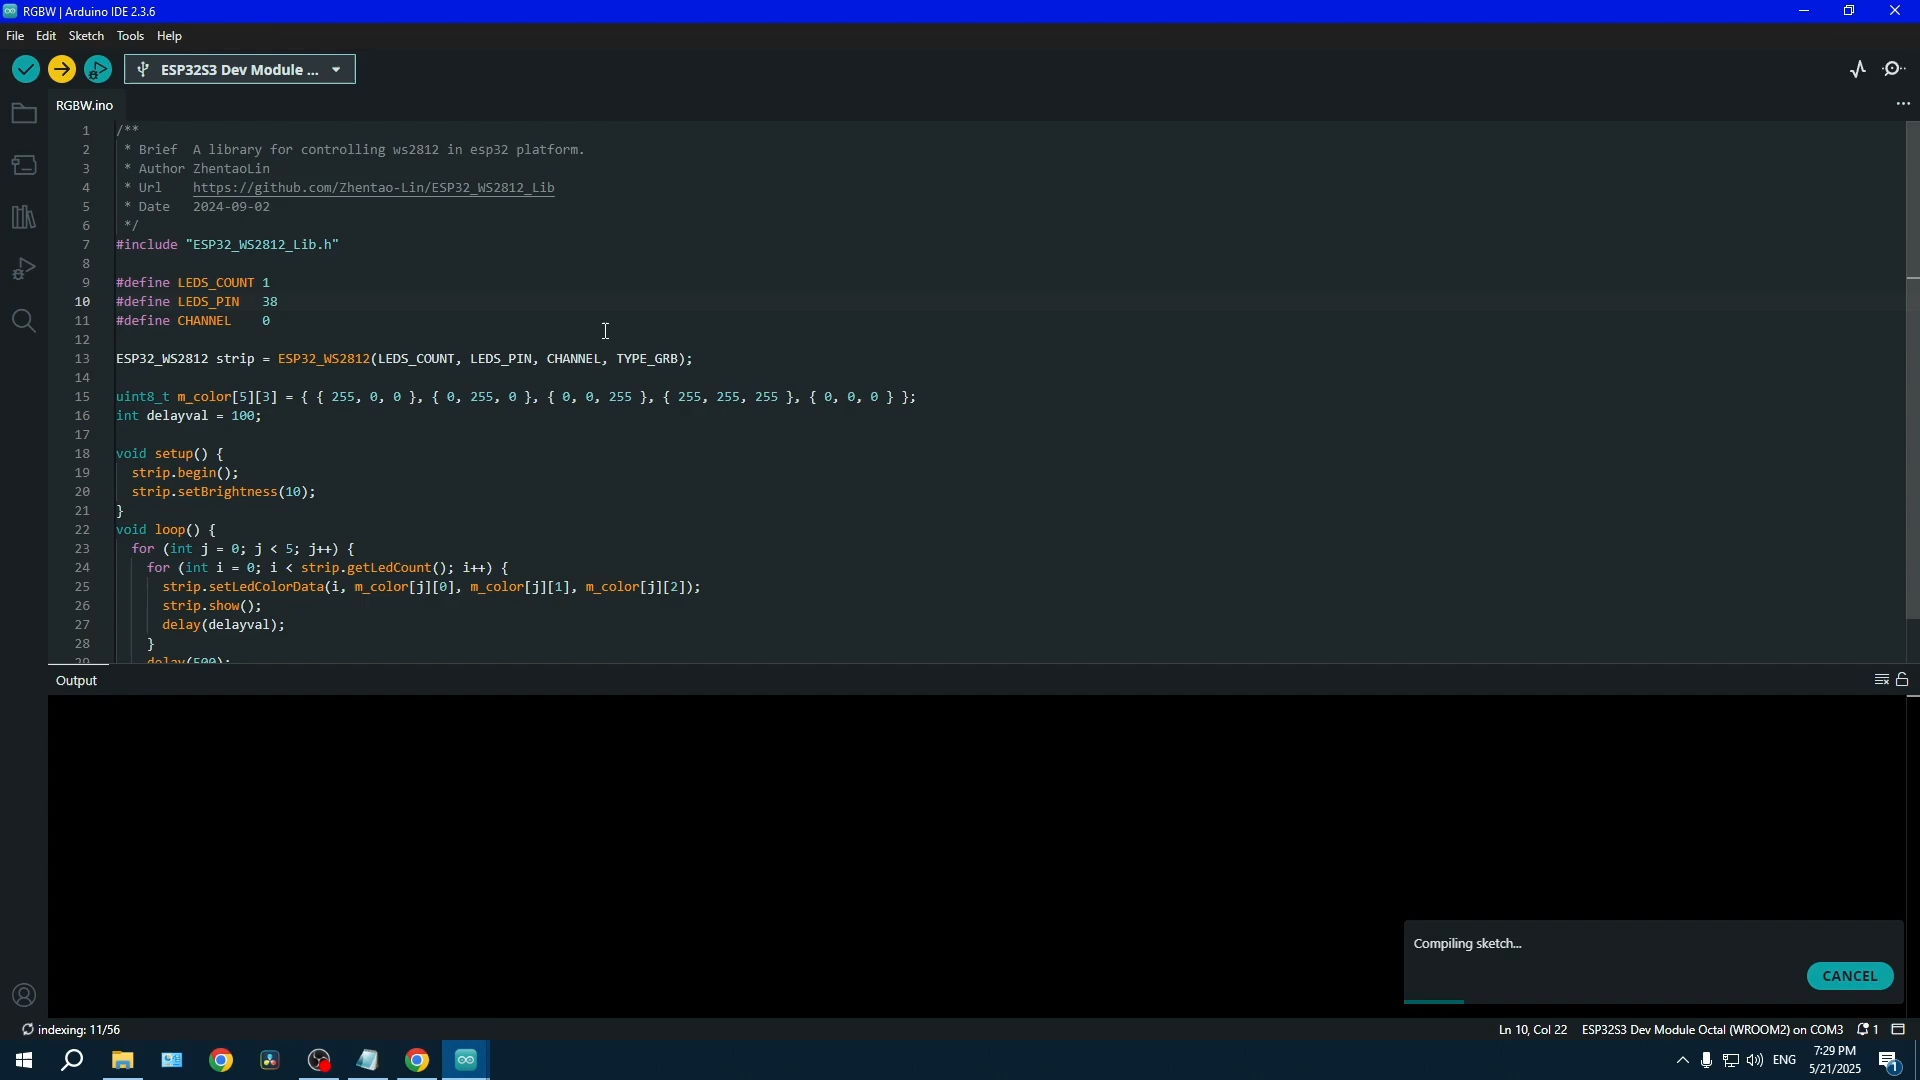 RGBW | Arduino IDE 2.3.6
File Edit Sketch Tools Help
ESP32S3 Dev Module ...
RGBW.ino
1 /**
2 * Brief A library for controlling ws2812 in esp32 platform.
3 * Author ZhentaoLin
4 * Url https://github.com/Zhentao-Lin/ESP32_WS2812_Lib
5 * Date 2024-09-02
6 */
7 #include "ESP32_WS2812_Lib.h"
8
9 #define LEDS_COUNT 1
10 #define LEDS_PIN 38
11 #define CHANNEL 0
12
13 ESP32_WS2812 strip = ESP32_WS2812(LEDS_COUNT, LEDS_PIN, CHANNEL, TYPE_GRB);
14
15 uint8_t m_color[5][3] = { { 255, 0, 0 }, { 0, 255, 0 }, { 0, 0, 255 }, { 255, 255, 255 }, { 0, 0, 0 } };
16 int delayval = 100;
17
18 void setup() {
19 strip.begin();
20 strip.setBrightness(10);
21 }
22 void loop() {
23 for (int j = 0; j < 5; j++) {
24 for (int i = 0; i < strip.getLedCount(); i++) {
25 strip.setLedColorData(i, m_color[j][0], m_color[j][1], m_color[j][2]);
26 strip.show();
27 delay(delayval);
28 }
29 delay(500);
Output
Compiling sketch...
CANCEL
indexing: 11/56
Ln 10, Col 22 ESP32S3 Dev Module Octal (WROOM2) on COM3 1
ENG
7:29 PM
5/21/2025
1